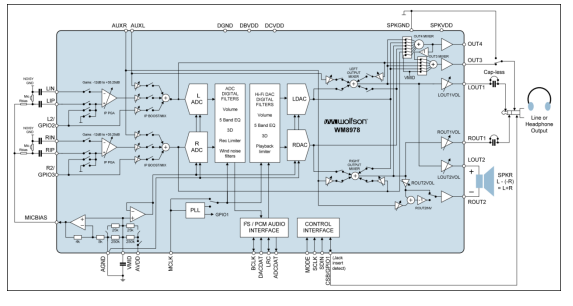 AUXR AUXL
DGND DBVDD DCVDD
SPKGND SPKVDD
OUT4
OUT3
Cap-less
LOUT1
LOUT1VOL
Line or
Headphone
Output
ROUT1
ROUT1VOL
LOUT2
LOUT2VOL
ROUT2VOL
SPKR
L - (-R)
= L+R
ROUT2
LEFT
OUTPUT
MIXER
VMID
RIGHT
OUTPUT
MIXER
wolfson
WM8978
LDAC
RDAC
Hi-Fi DAC
DIGITAL
FILTERS
Volume
5 Band EQ
3D
Playback
limiter
ADC
DIGITAL
FILTERS
Volume
5 Band EQ
3D
Rec Limiter
Wind noise
filters
L
ADC
R
ADC
LIN
LIP
L2/
GPIO2
IP PGA
RIN
RIP
R2/
GPIO3
IP PGA
MICBIAS
PLL
GPIO1
I²S / PCM AUDIO
INTERFACE
CONTROL
INTERFACE
AGND
VMID
AVDD
MCLK
BCLK
DACDAT
LRC
ADCDAT
MODE
SCLK
SDIN
CSB/GPIO1
(Jack
insert
detect)